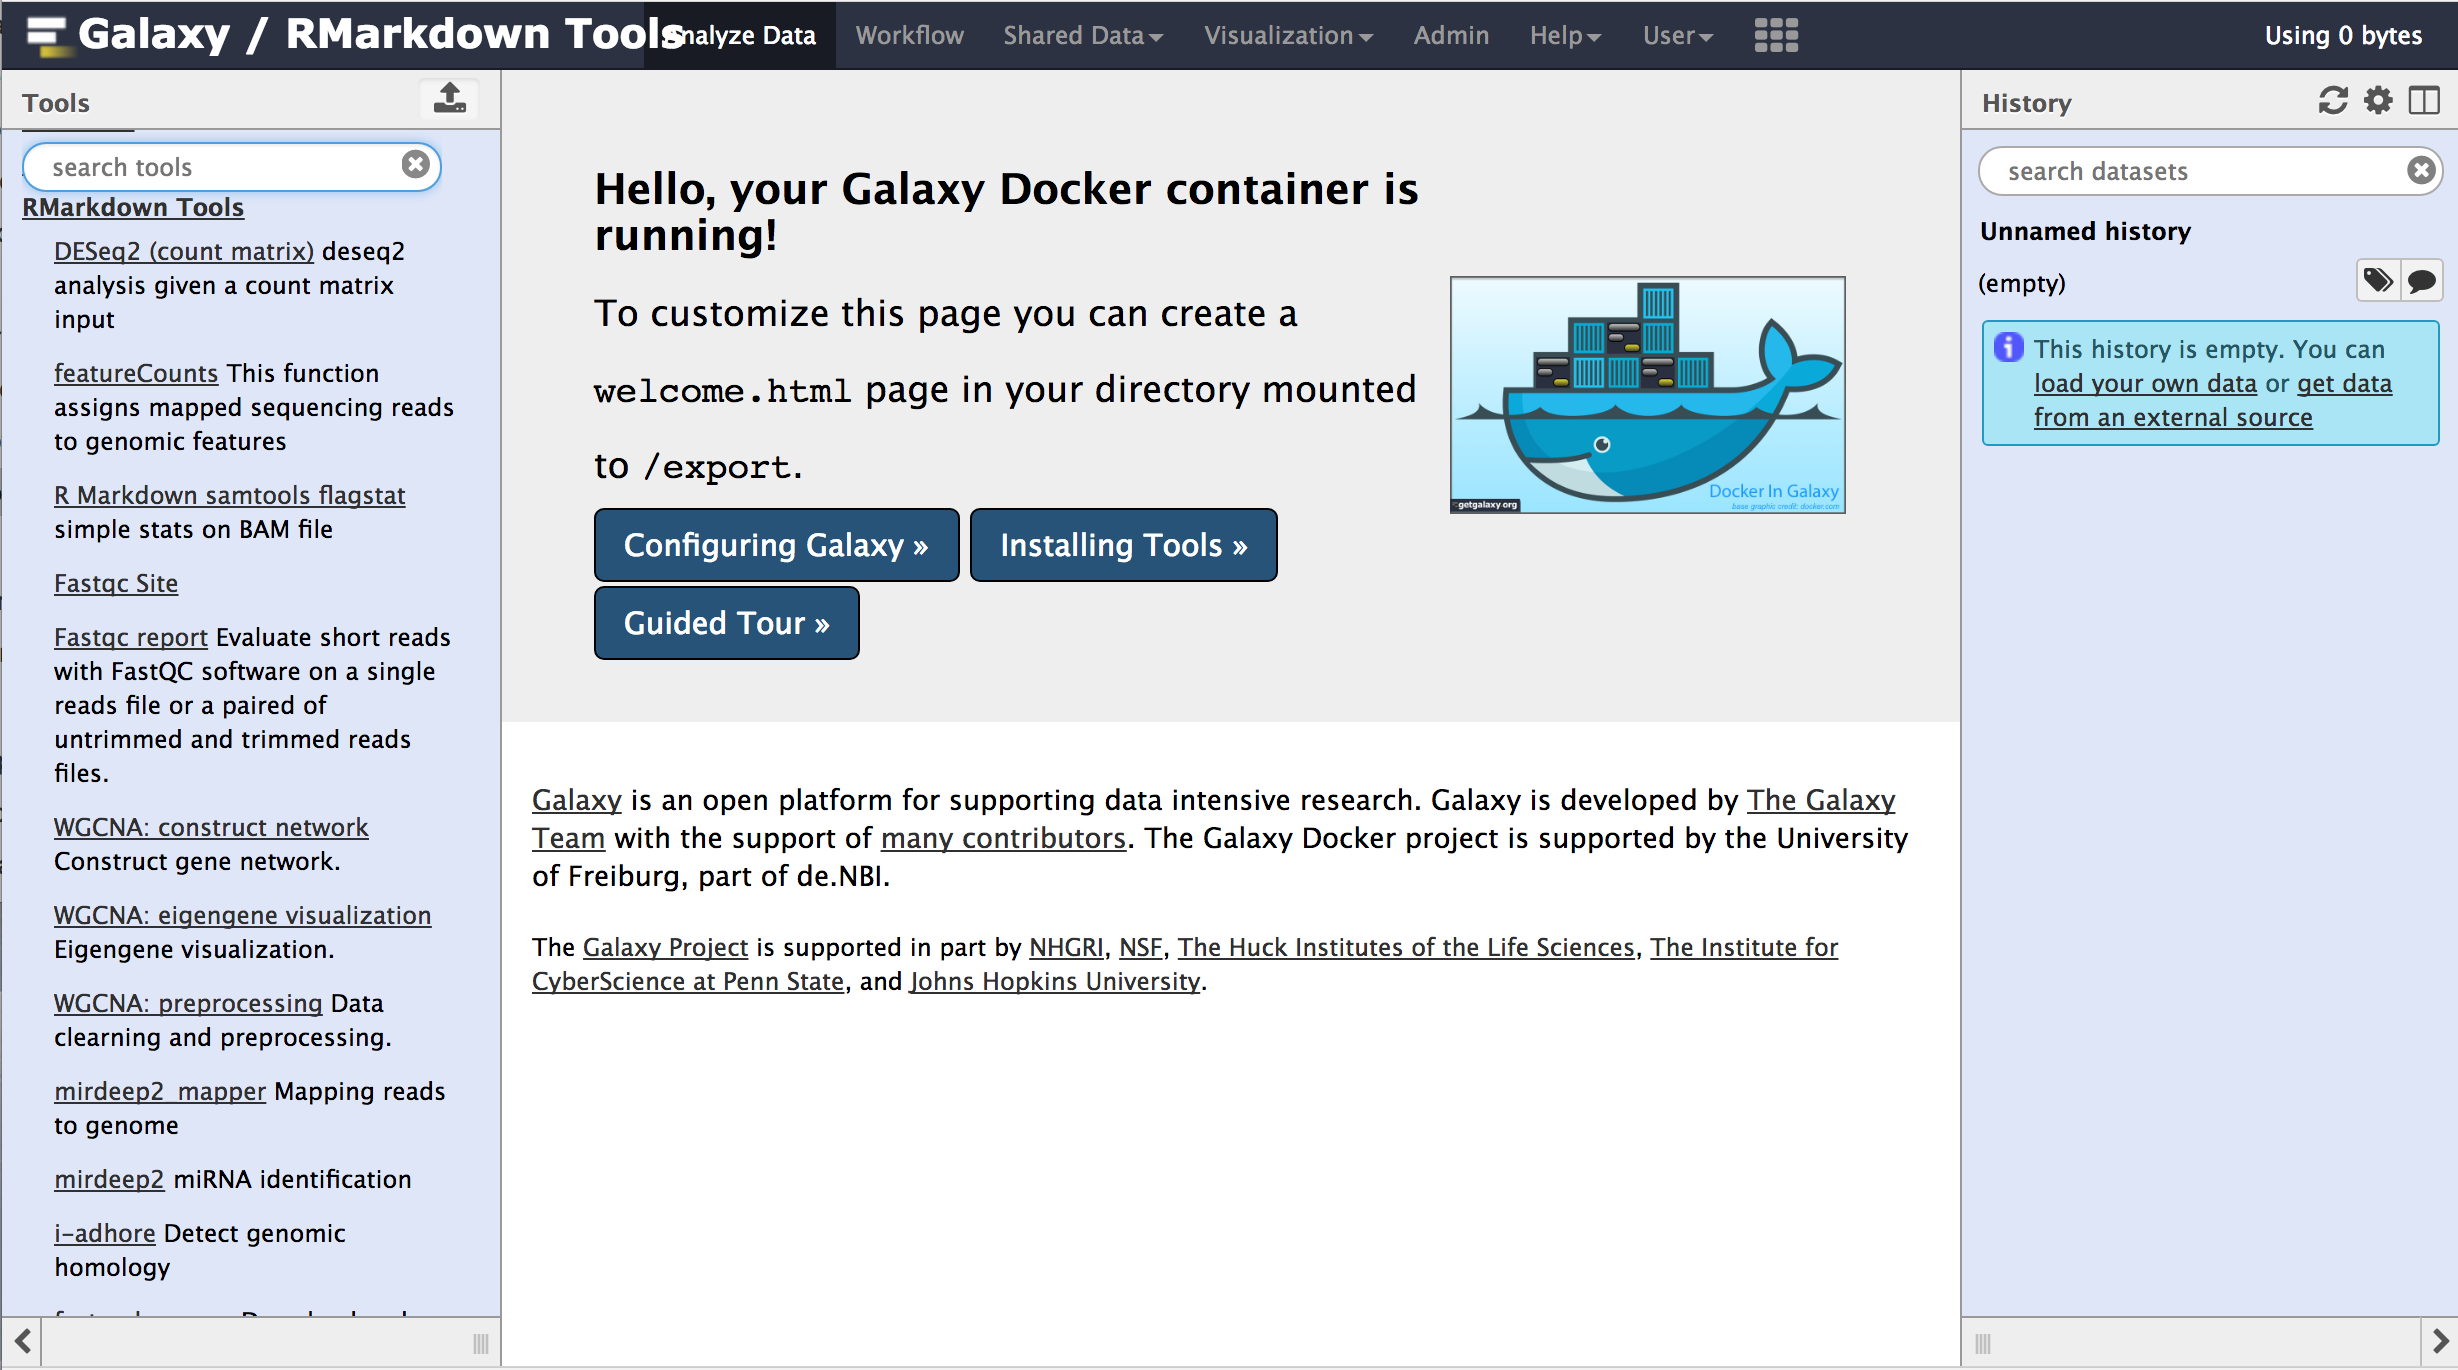 Galaxy / RMarkdown Tools
Analyze Data
Workflow
Shared Data
Visualization
Admin
Help
User
Using 0 bytes
Tools
search tools
RMarkdown Tools
DESeq2 (count matrix) deseq2
analysis given a count matrix
input
featureCounts This function
assigns mapped sequencing reads
to genomic features
R Markdown samtools flagstat
simple stats on BAM file
Fastqc Site
Fastqc report Evaluate short reads
with FastQC software on a single
reads file or a paired of
untrimmed and trimmed reads
files.
WGCNA: construct network
Construct gene network.
WGCNA: eigengene visualization
Eigengene visualization.
WGCNA: preprocessing Data
clearning and preprocessing.
mirdeep2_mapper Mapping reads
to genome
mirdeep2 miRNA identification
i-adhore Detect genomic
homology
Hello, your Galaxy Docker container is
running!
To customize this page you can create a
welcome.html page in your directory mounted
to /export.
Configuring Galaxy »
Installing Tools »
Guided Tour »
Docker In Galaxy
base graphic credit: docker.com
getgalaxy.org
Galaxy is an open platform for supporting data intensive research. Galaxy is developed by The Galaxy
Team with the support of many contributors. The Galaxy Docker project is supported by the University
of Freiburg, part of de.NBI.
The Galaxy Project is supported in part by NHGRI, NSF, The Huck Institutes of the Life Sciences, The Institute for
CyberScience at Penn State, and Johns Hopkins University.
History
search datasets
Unnamed history
(empty)
This history is empty. You can
load your own data or get data
from an external source